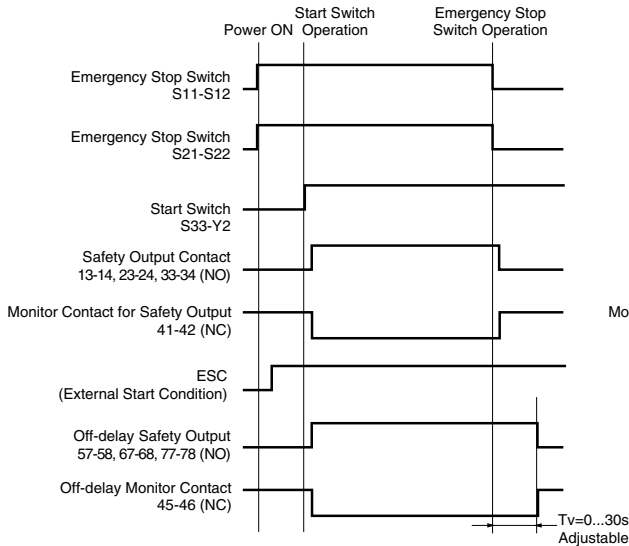 Start Switch
Operation
Emergency Stop
Switch Operation
Power ON
Emergency Stop Switch
S11-S12
Emergency Stop Switch
S21-S22
Start Switch
S33-Y2
Safety Output Contact
13-14, 23-24, 33-34 (NO)
Monitor Contact for Safety Output
41-42 (NC)
Mo
ESC
(External Start Condition)
Off-delay Safety Output
57-58, 67-68, 77-78 (NO)
Off-delay Monitor Contact
45-46 (NC)
Tv=0...30s
Adjustable